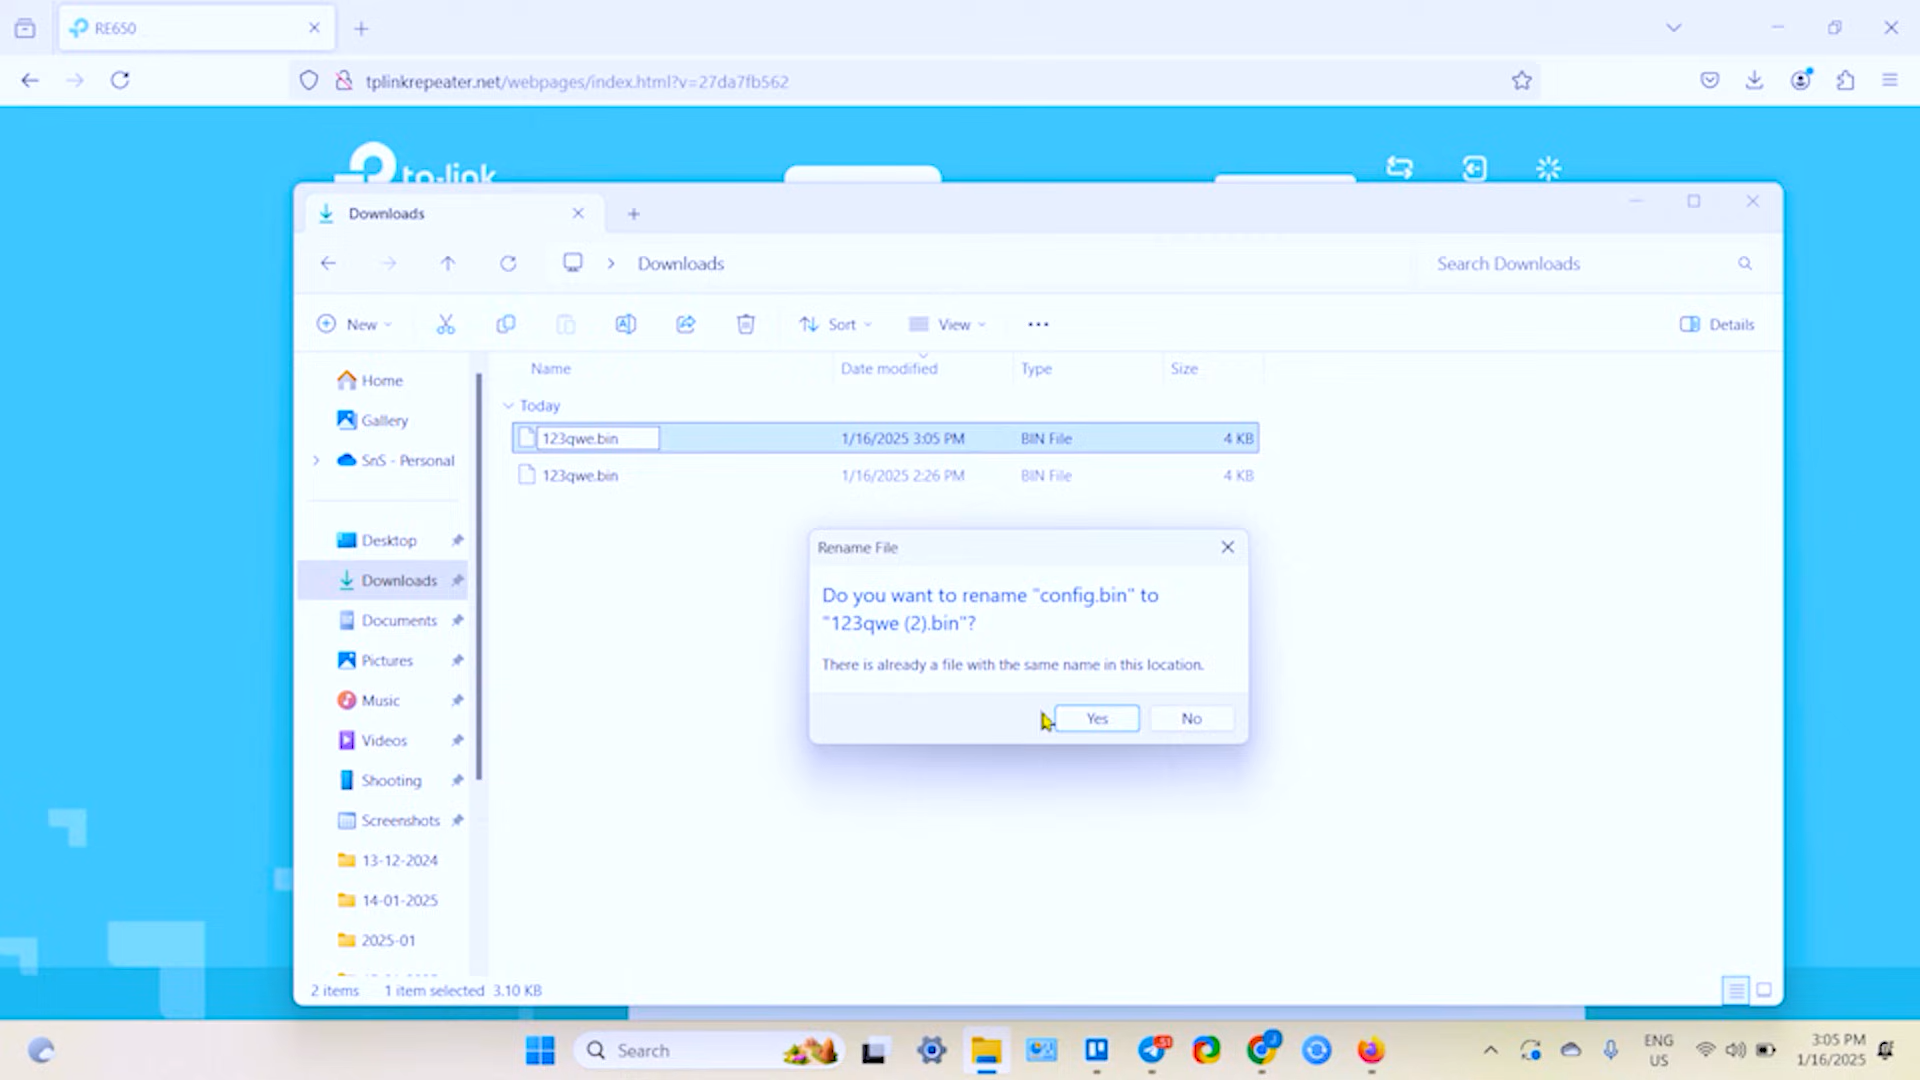 RE650
tplinkrepeater.net/webpages/index.html?v=27da7fb562
tp-link
Downloads
Downloads
Search Downloads
New
Sort
View
Details
Name
Date modified
Type
Size
Today
123qwe.bin
1/16/2025 3:05 PM
BIN File
4 KB
123qwe.bin
1/16/2025 2:26 PM
BIN File
4 KB
Home
Gallery
SnS - Personal
Desktop
Downloads
Documents
Pictures
Music
Videos
Shooting
Screenshots
13-12-2024
14-01-2025
2025-01
Rename File
Do you want to rename "config.bin" to
"123qwe (2).bin"?
There is already a file with the same name in this location.
Yes
No
2 items
1 item selected 3.10 KB
Search
51
J
ENG
US
3:05 PM
1/16/2025